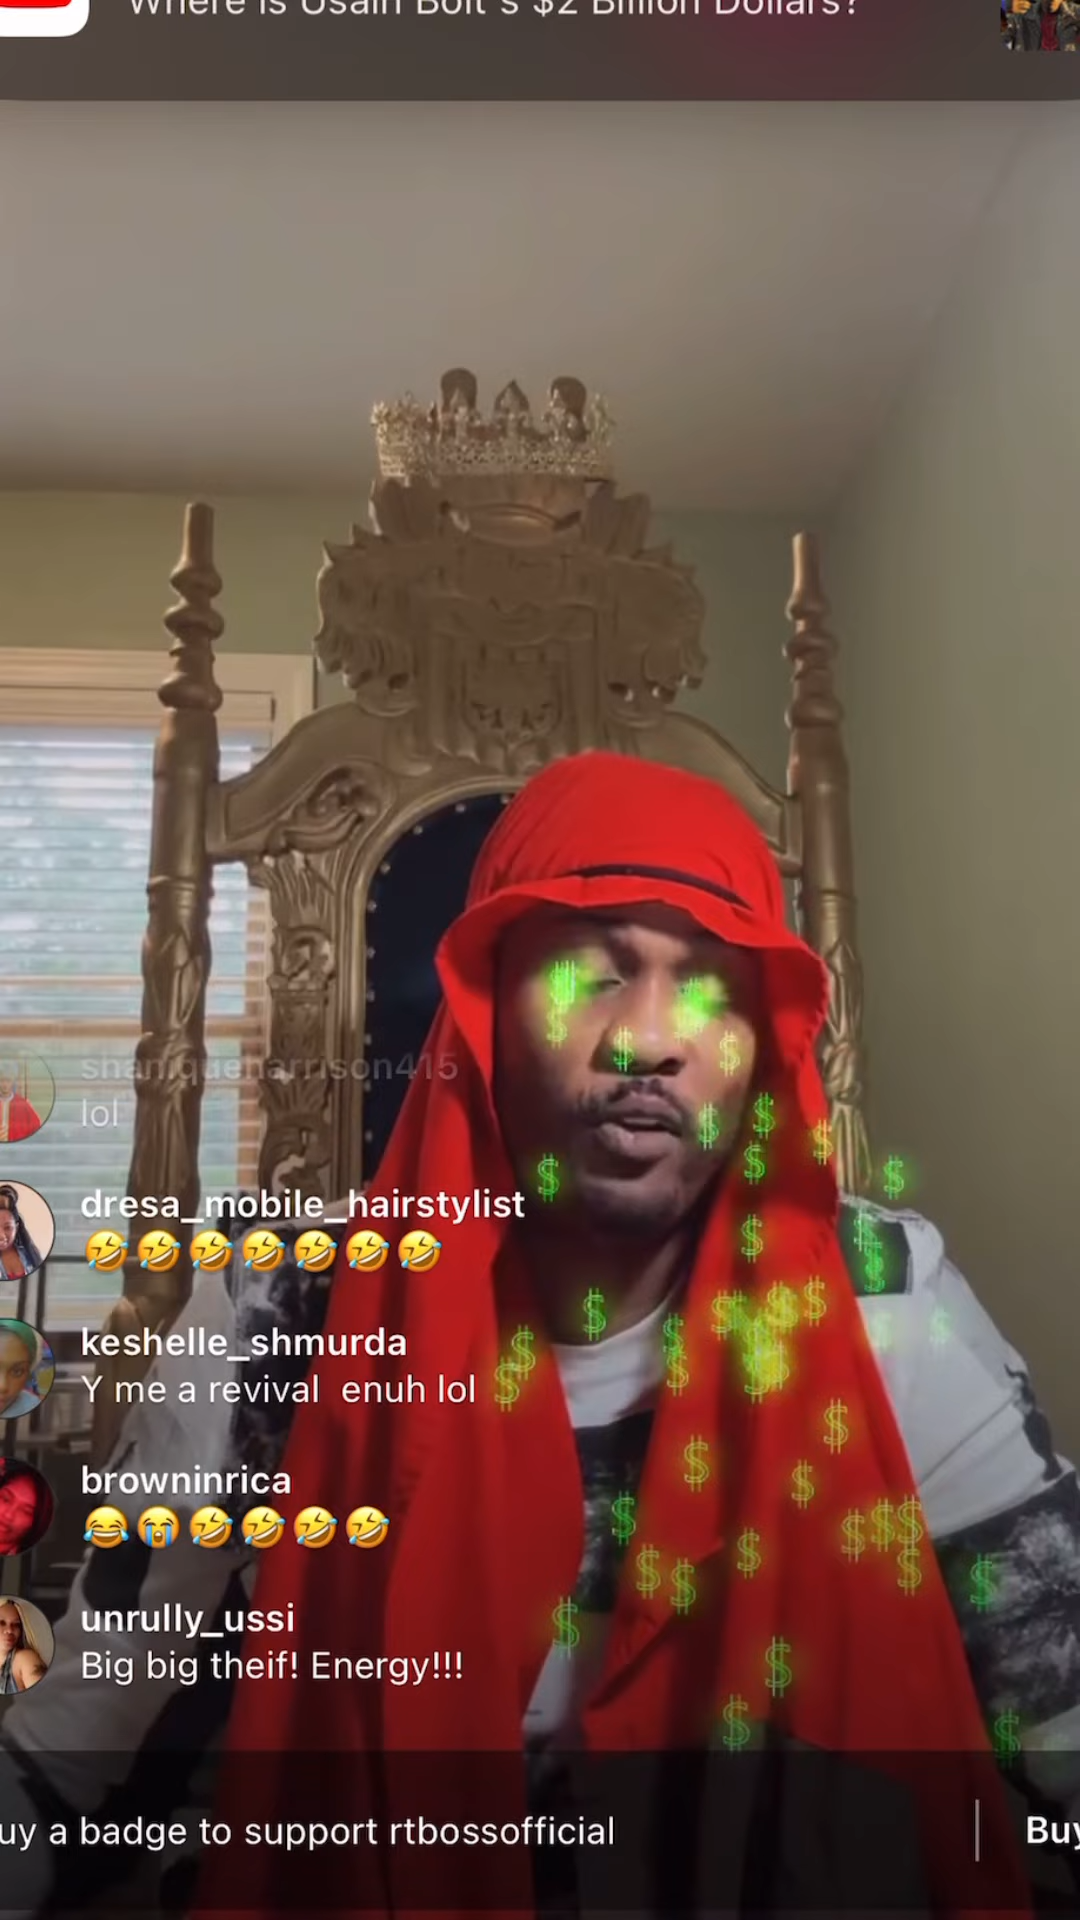 Where is Usain Bolt's $2 Billion Dollars?
shaniqueharrison415
lol
dresa_mobile_hairstylist
🤣🤣🤣🤣🤣🤣🤣
keshelle_shmurda
Y me a revival enuh lol
browninrica
😂😭🤣🤣🤣🤣
unrully_ussi
Big big theif! Energy!!!
uy a badge to support rtbossofficial
Buy